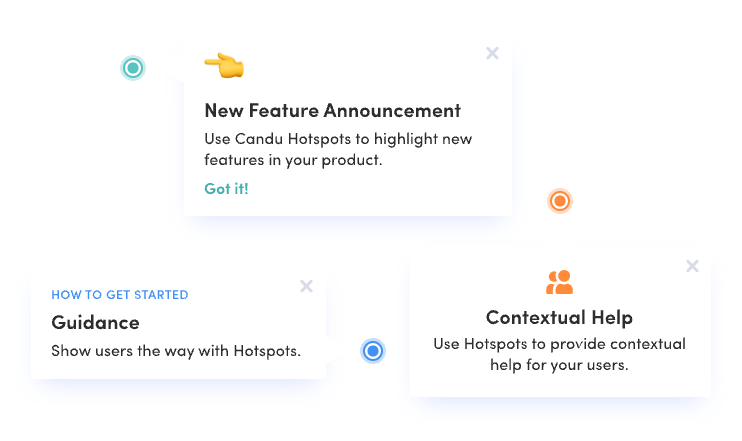 New Feature Announcement
Use Candu Hotspots to highlight new
features in your product.
Got it!
HOW TO GET STARTED
Guidance
Show users the way with Hotspots.
Contextual Help
Use Hotspots to provide contextual
help for your users.